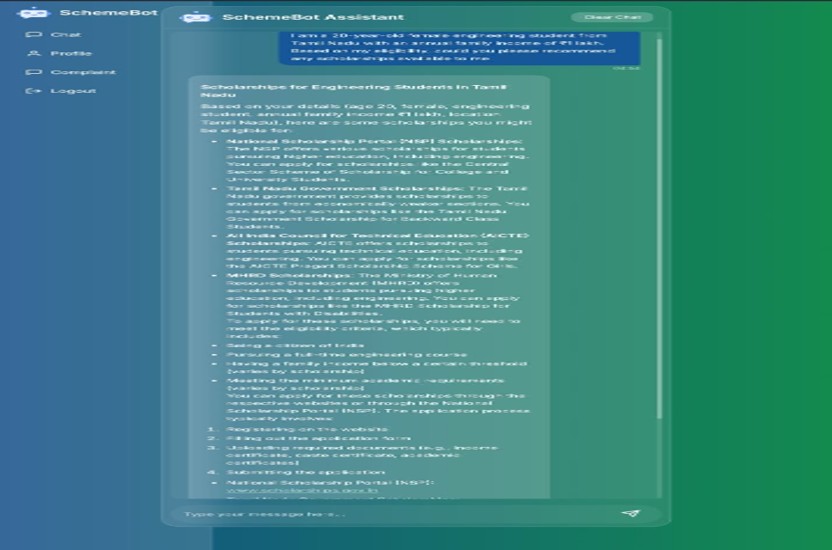 SchemeBot
Chat
Profile
Complaint
Logout
SchemeBot Assistant
Clear Chat
I am a 20-year-old female engineering student from
Tamil Nadu with an annual family income of ₹1 lakh.
Based on my eligibility, could you please recommend
any scholarships available to me
Scholarships for Engineering Students in Tamil
Nadu
Based on your details (age 20, female, engineering
student, annual family income ₹1 lakh, location
Tamil Nadu), here are some scholarships you might
be eligible for:
• National Scholarship Portal (NSP) Scholarships:
The NSP offers various scholarships for students
pursuing higher education, including engineering.
You can apply for scholarships like the Central
Sector Scheme of Scholarship for College and
University Students.
• Tamil Nadu Government Scholarships: The Tamil
Nadu government provides scholarships to
students from economically weaker sections. You
can apply for scholarships like the Tamil Nadu
Government Scholarship for Backward Class
Students.
• All India Council for Technical Education (AICTE)
Scholarships: AICTE offers scholarships to
students pursuing technical education, including
engineering. You can apply for scholarships like
the AICTE Pragati Scholarship Scheme for Girls.
• MHRD Scholarships: The Ministry of Human
Resource Development (MHRD) offers
scholarships to students pursuing higher
education, including engineering. You can apply
for scholarships like the MHRD Scholarship for
Students with Disabilities.
To apply for these scholarships, you will need to
meet the eligibility criteria, which typically
includes:
• Being a citizen of India
• Pursuing a full-time engineering course
• Having a family income below a certain threshold
(varies by scholarship)
• Meeting the minimum academic requirements
(varies by scholarship)
You can apply for these scholarships through the
respective websites or through the National
Scholarship Portal (NSP). The application process
typically involves:
1. Registering on the website
2. Filling out the application form
3. Uploading required documents (e.g., income
certificate, caste certificate, academic
certificates)
4. Submitting the application
• National Scholarship Portal (NSP):
www.scholarships.gov.in
Type your message here...